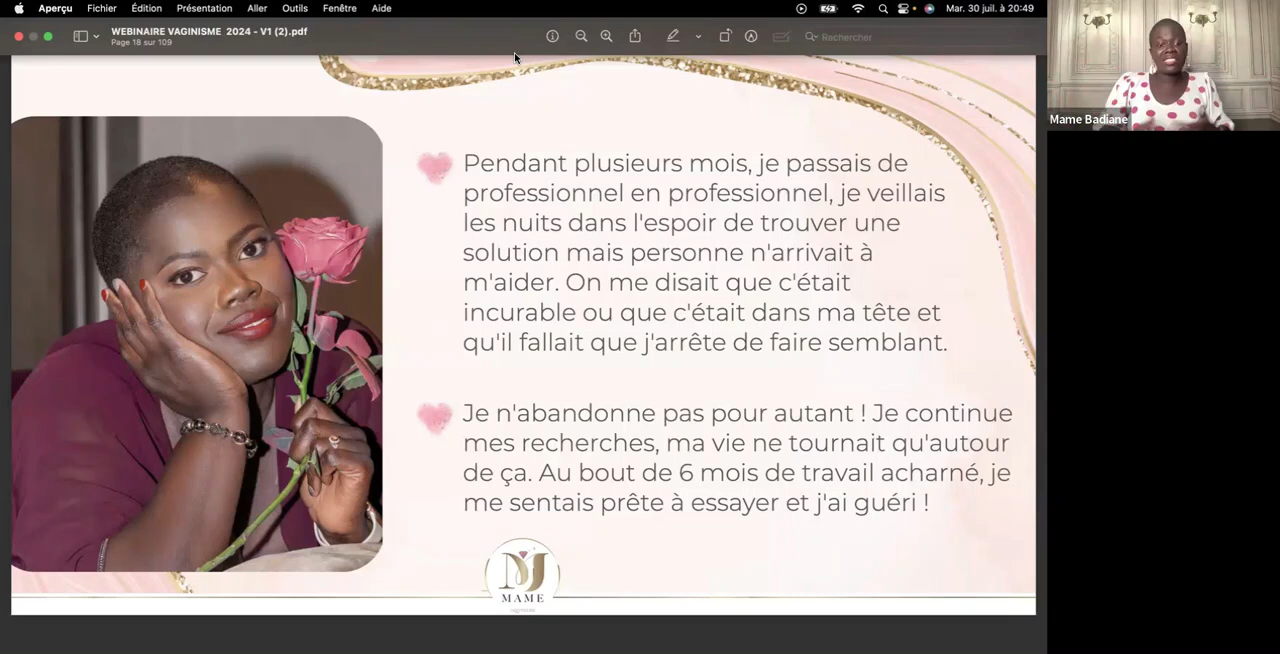 Aperçu Fichier Édition Présentation Aller Outils Fenêtre Aide Mar. 30 juil. à 20:49
WEBINAIRE VAGINISME 2024 - V1 (2).pdf
Page 18 sur 109
Rechercher
Mame Badiane
Pendant plusieurs mois, je passais de
professionnel en professionnel, je veillais
les nuits dans l'espoir de trouver une
solution mais personne n'arrivait à
m'aider. On me disait que c'était
incurable ou que c'était dans ma tête et
qu'il fallait que j'arrête de faire semblant.
Je n'abandonne pas pour autant ! Je continue
mes recherches, ma vie ne tournait qu'autour
de ça. Au bout de 6 mois de travail acharné, je
me sentais prête à essayer et j'ai guéri !
MAME